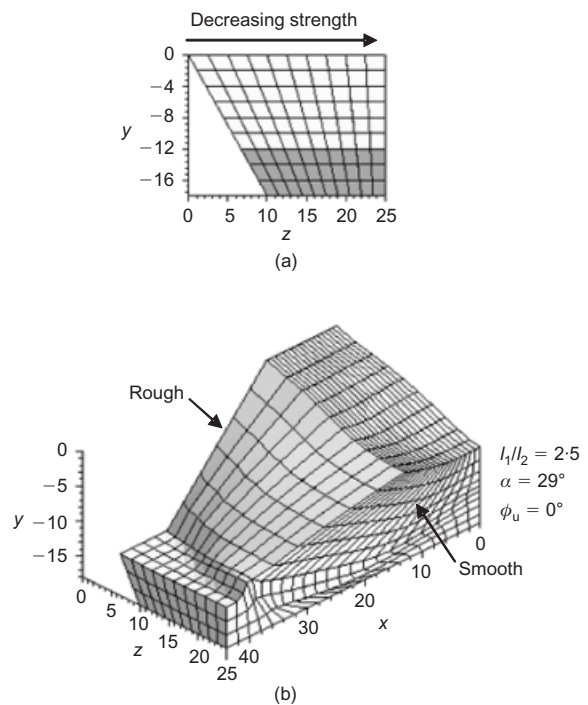 Decreasing strength
0
−4
−8
y
−12
−16
0 5 10 15 20 25
z
(a)
Rough
0
−5
y −10
−15
l₁/l₂ = 2·5
α = 29°
ϕᵤ = 0°
Smooth
0
5
10
15
20
25
z
40
30
20
10
0
x
(b)